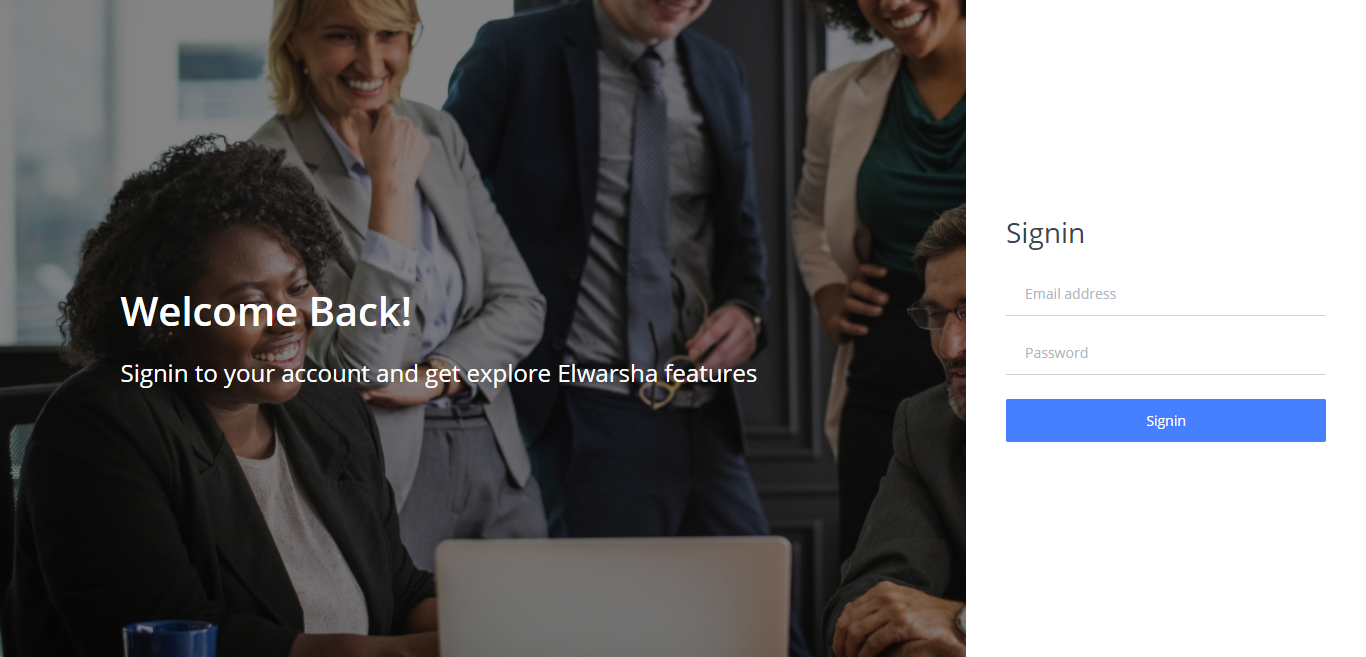 Welcome Back!
Signin to your account and get explore Elwarsha features
Signin
Email address
Password
Signin